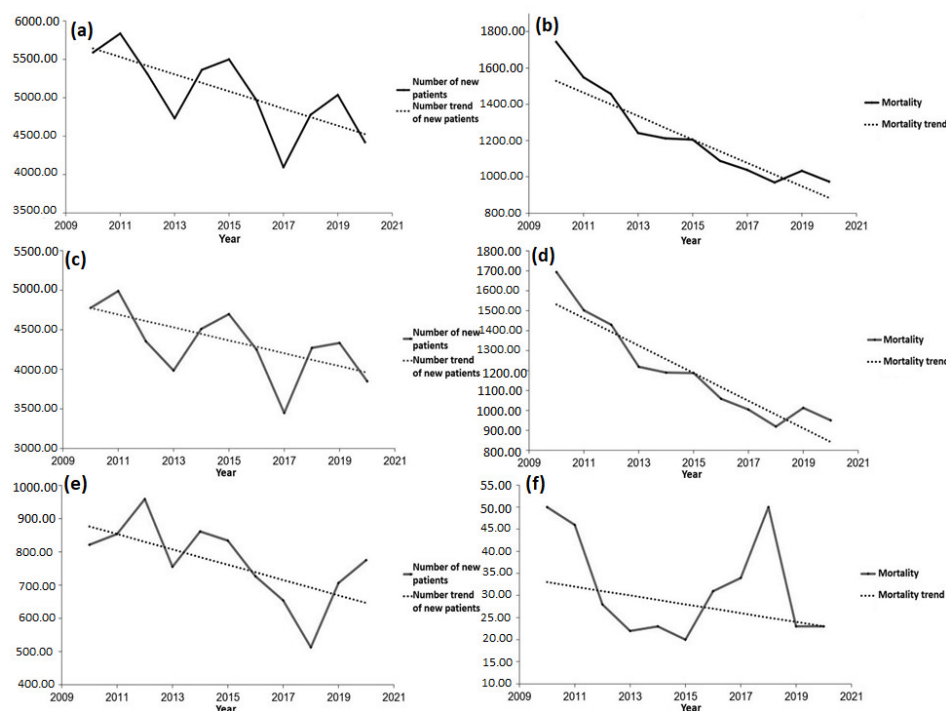 (a)
6000.00
5500.00
5000.00
4500.00
4000.00
3500.00
2009 2011 2013 2015 2017 2019 2021
Year
Number of new
patients
Number trend
of new patients
(b)
1800.00
1600.00
1400.00
1200.00
1000.00
800.00
2009 2011 2013 2015 2017 2019 2021
Year
Mortality
Mortality trend
(c)
5500.00
5000.00
4500.00
4000.00
3500.00
3000.00
2009 2011 2013 2015 2017 2019 2021
Year
Number of new
patients
Number trend
of new patients
(d)
1800.00
1700.00
1600.00
1500.00
1400.00
1300.00
1200.00
1100.00
1000.00
900.00
800.00
2009 2011 2013 2015 2017 2019 2021
Year
Mortality
Mortality trend
(e)
1000.00
900.00
800.00
700.00
600.00
500.00
400.00
2009 2011 2013 2015 2017 2019 2021
Year
Number of new
patients
Number trend
of new patients
(f)
55.00
50.00
45.00
40.00
35.00
30.00
25.00
20.00
15.00
10.00
2009 2011 2013 2015 2017 2019 2021
Year
Mortality
Mortality trend